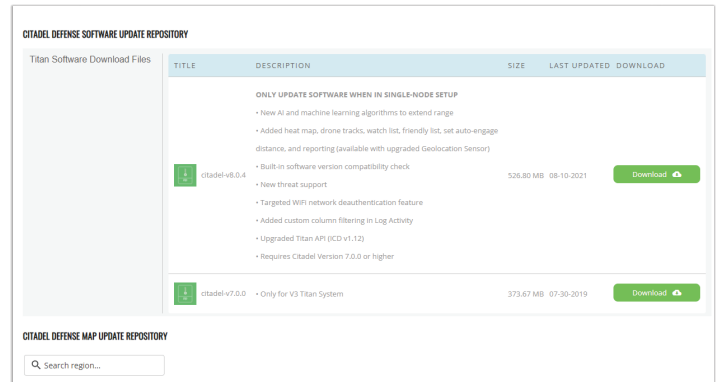 CITADEL DEFENSE SOFTWARE UPDATE REPOSITORY
Titan Software Download Files
TITLE DESCRIPTION SIZE LAST UPDATED DOWNLOAD
ONLY UPDATE SOFTWARE WHEN IN SINGLE-NODE SETUP
• New AI and machine learning algorithms to extend range
• Added heat map, drone tracks, watch list, friendly list, set auto-engage
distance, and reporting (available with upgraded Geolocation Sensor)
• Built-in software version compatibility check
citadel-v8.0.4 526.80 MB 08-10-2021 Download
• New threat support
• Targeted WIFI network deauthentication feature
• Added custom column filtering in Log Activity
• Upgraded Titan API (ICD v1.12)
• Requires Citadel Version 7.0.0 or higher
citadel-v7.0.0 • Only for V3 Titan System 373.67 MB 07-30-2019 Download
CITADEL DEFENSE MAP UPDATE REPOSITORY
Search region...